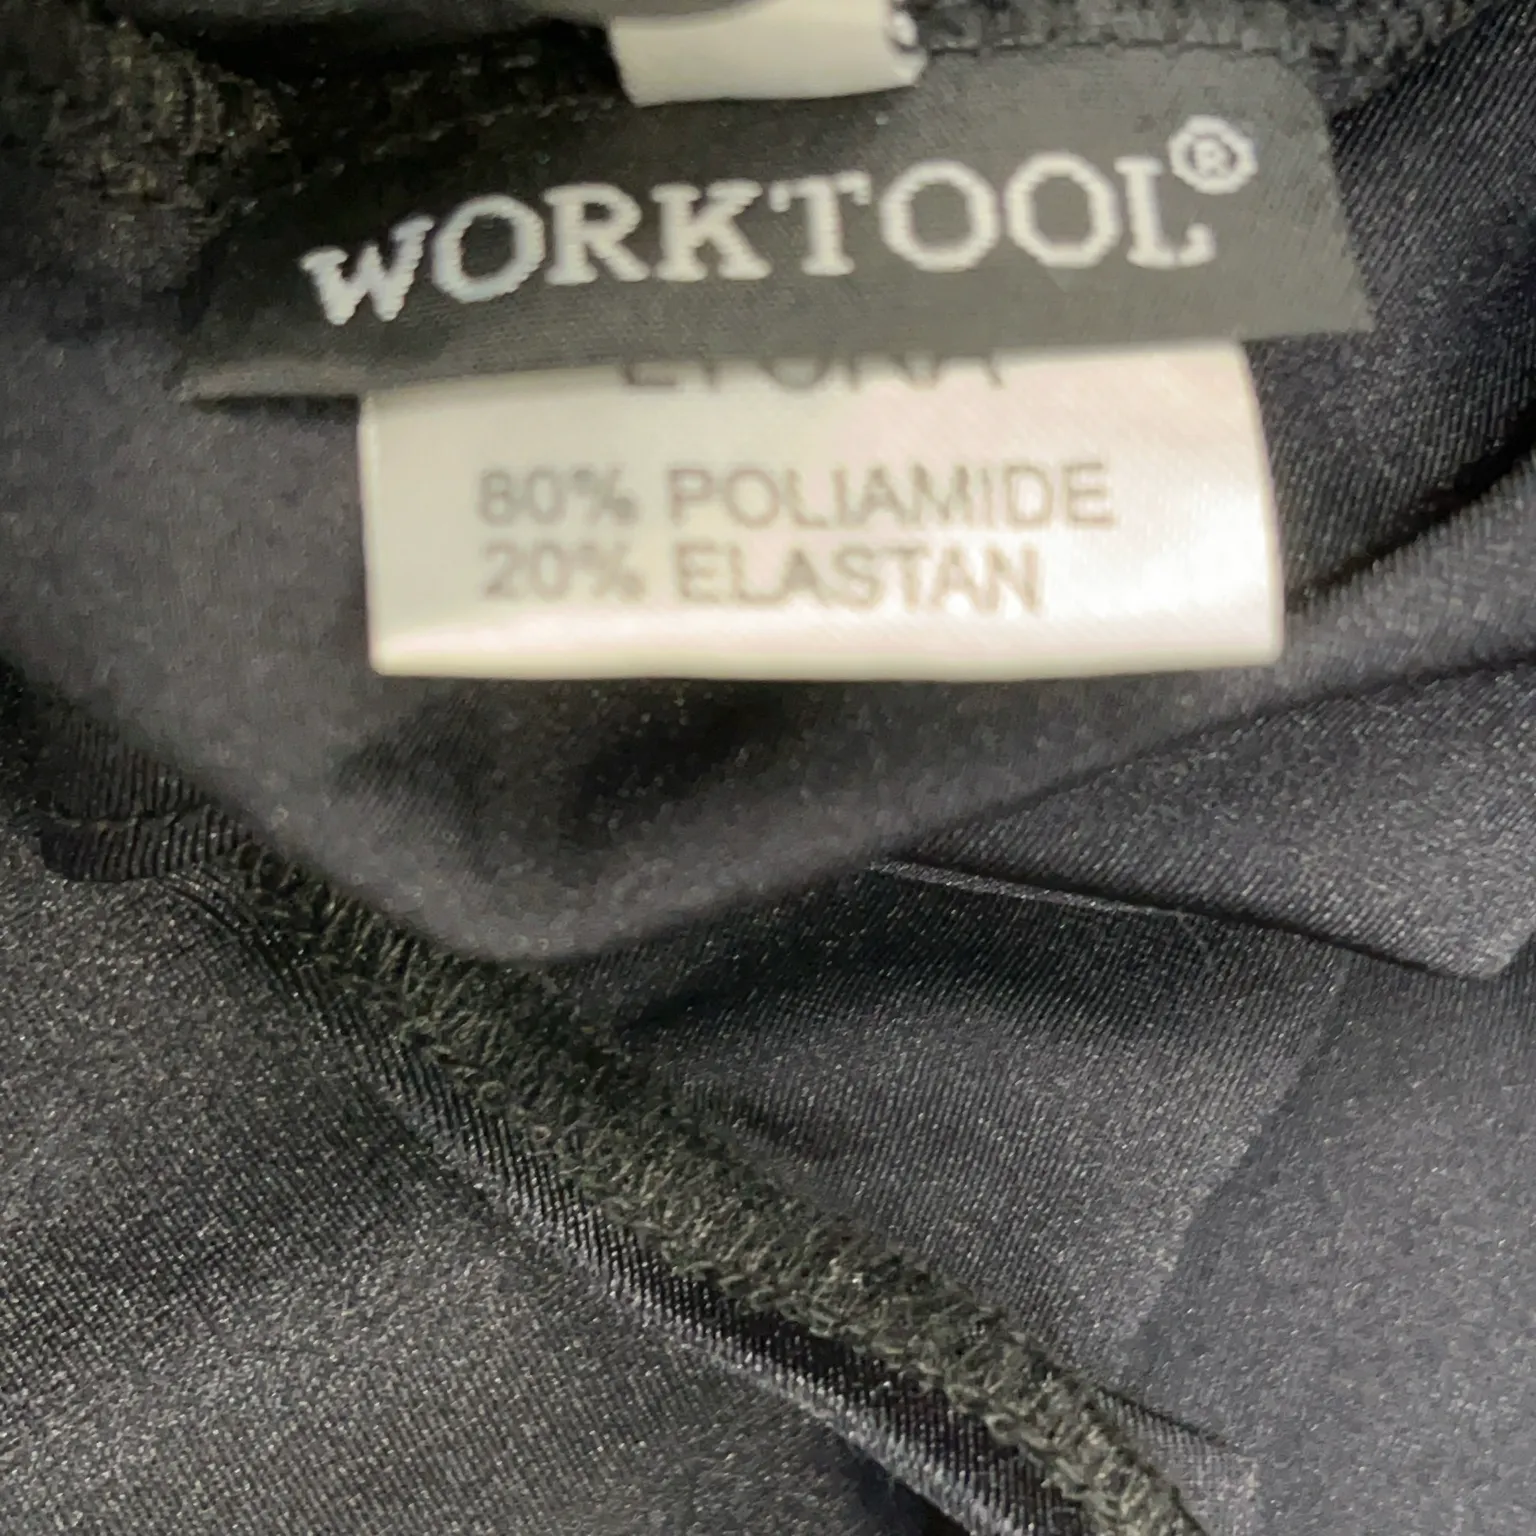 WORKTOOL®
80% POLIAMIDE
20% ELASTAN